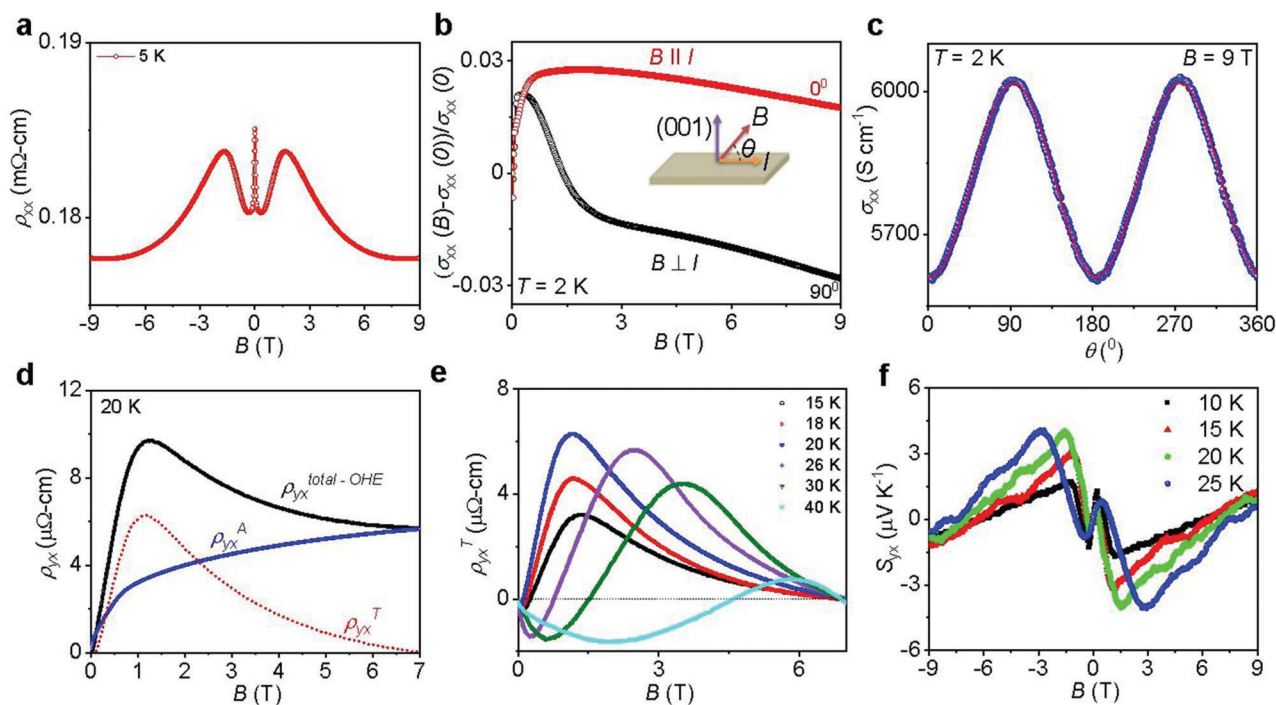 a
0.19
5 K
ρxx (mΩ-cm)
0.18
-9 -6 -3 0 3 6 9
B (T)
b
0.03
B || I
0⁰
(σxx (B)-σxx (0))/σxx (0)
(001)
B
θ
I
0
B ⊥ I
-0.03
T = 2 K
90⁰
0 3 6 9
B (T)
c
T = 2 K
B = 9 T
6000
σxx (S cm⁻¹)
5700
0 90 180 270 360
θ (⁰)
d
12
20 K
8
ρyx (μΩ-cm)
ρyx^total - OHE
4
ρyx^A
ρyx^T
0
0 1 2 3 4 5 6 7
B (T)
e
8
15 K
18 K
20 K
26 K
30 K
40 K
4
ρyx^T (μΩ-cm)
0
0 3 6
B (T)
f
6
10 K
15 K
20 K
25 K
3
Syx (μV K⁻¹)
0
-3
-6
-9 -6 -3 0 3 6 9
B (T)